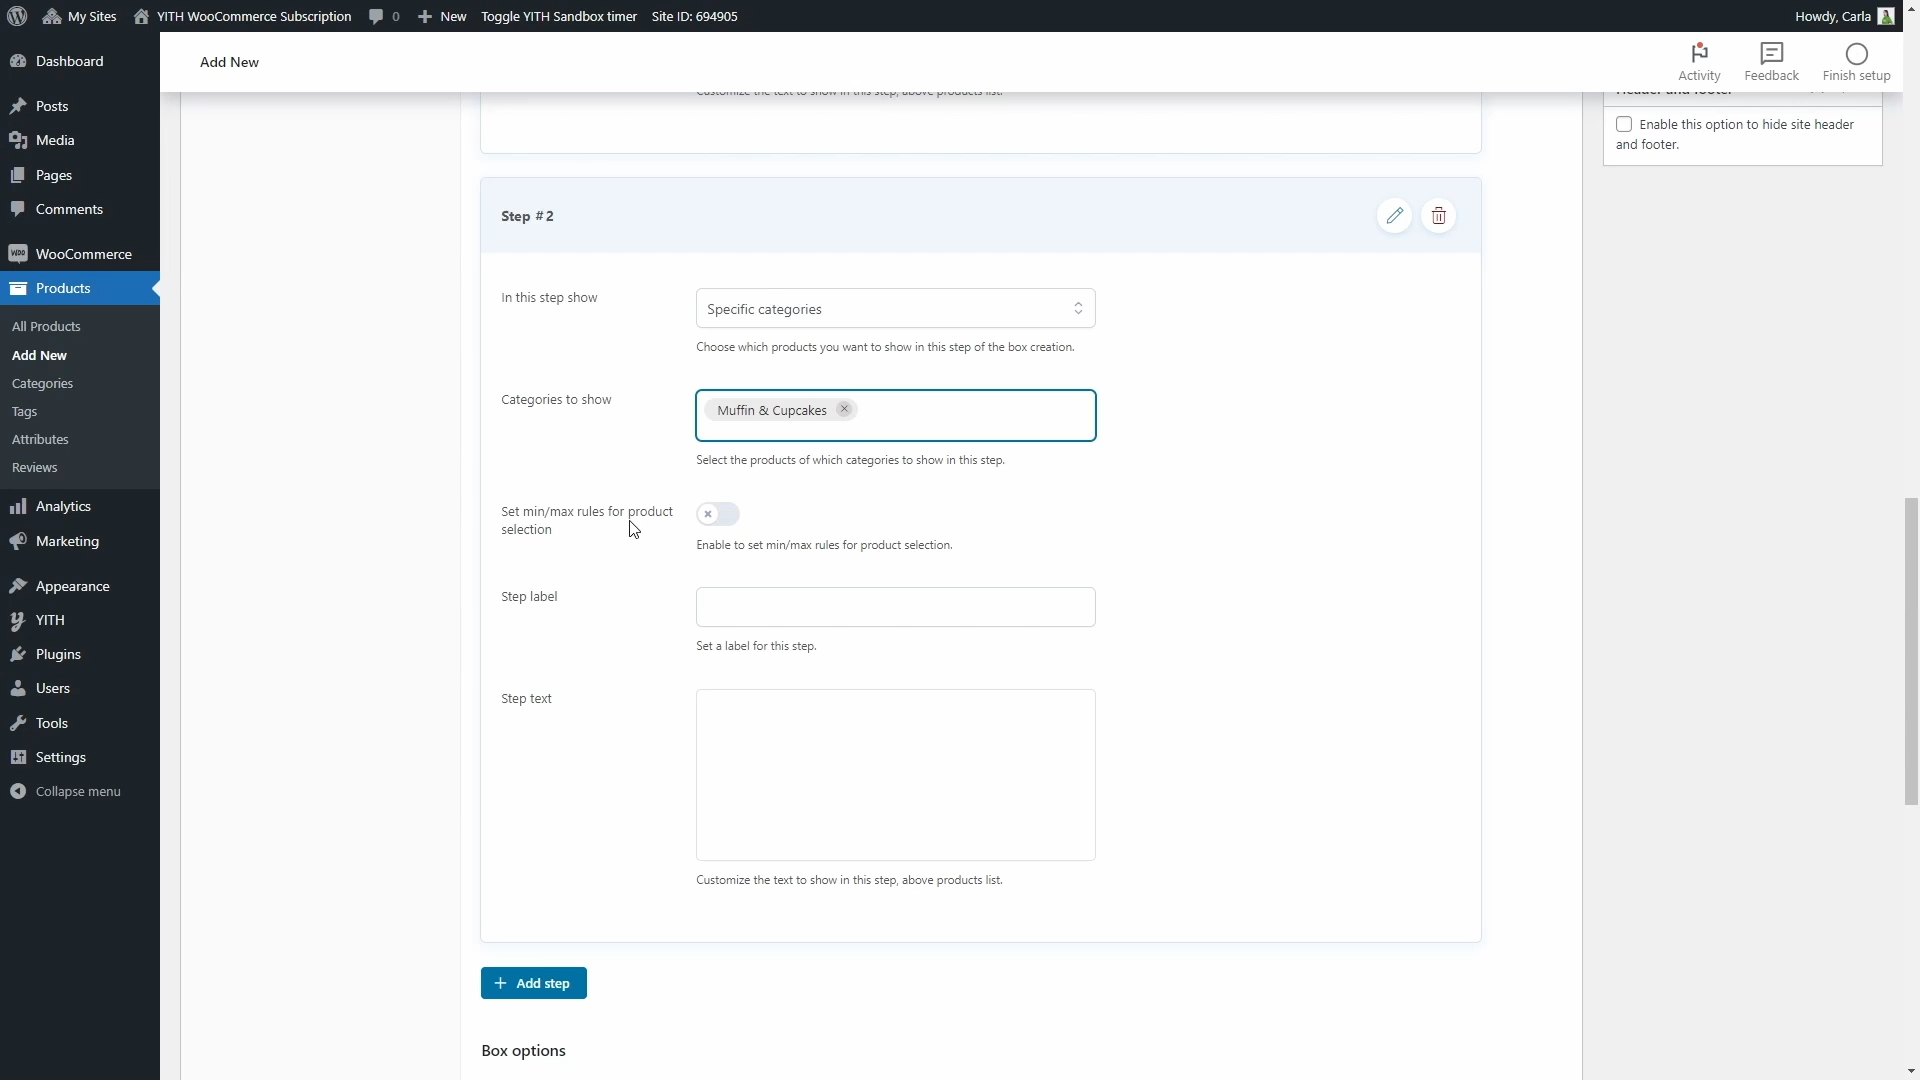 My Sites
YITH WooCommerce Subscription
0
New
Toggle YITH Sandbox timer
Site ID: 694905
Howdy, Carla
Add New
Activity
Feedback
Finish setup
Dashboard
Posts
Media
Pages
Comments
WooCommerce
Products
All Products
Add New
Categories
Tags
Attributes
Reviews
Analytics
Marketing
Appearance
YITH
Plugins
Users
Tools
Settings
Collapse menu
Customize the text to show in this step, above products list.
Header and footer
Enable this option to hide site header
and footer.
Step #2
In this step show
Specific categories
Choose which products you want to show in this step of the box creation.
Categories to show
Muffin & Cupcakes
Select the products of which categories to show in this step.
Set min/max rules for product
selection
Enable to set min/max rules for product selection.
Step label
Set a label for this step.
Step text
Customize the text to show in this step, above products list.
Add step
Box options